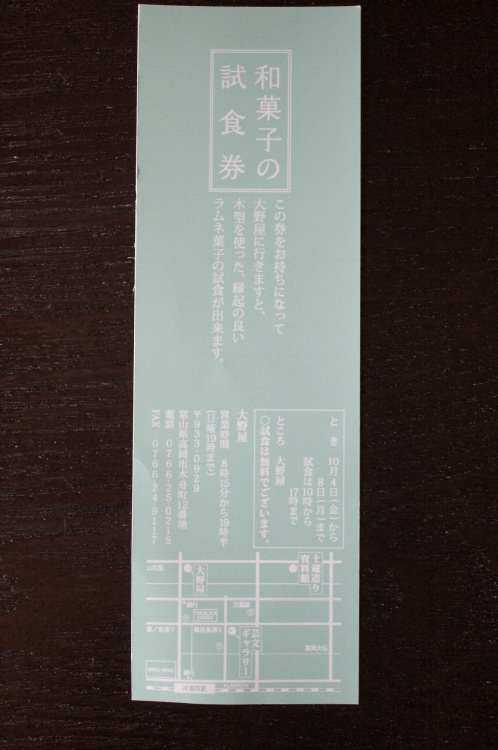 和菓子の
試食券
この券をお持ちになって
大野屋に行きますと、
木型を使った、縁起の良い
ラムネ菓子の試食が出来ます。
とき 10月4日(金)から
8日(月)まで
試食は10時から
17時まで
ところ 大野屋
○試食は無料でございます。
大野屋
営業時間 8時15分から19時半
(日曜19時まで)
〒933-0929
富山県高岡市木舟町12番地
電話 0766-25-0215
FAX 0766-24-9117
土蔵造り
資料館
大野屋
芸文
ギャラリー
高岡大仏